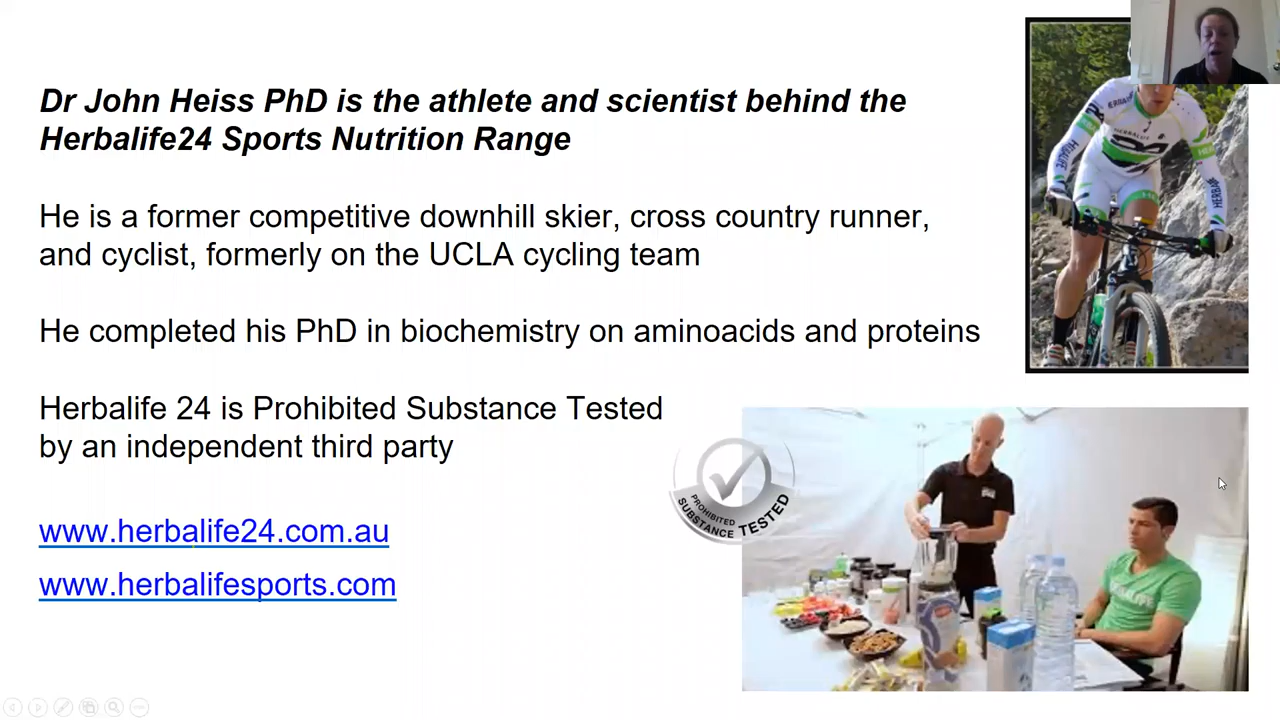 Dr John Heiss PhD is the athlete and scientist behind the
Herbalife24 Sports Nutrition Range
He is a former competitive downhill skier, cross country runner,
and cyclist, formerly on the UCLA cycling team
He completed his PhD in biochemistry on aminoacids and proteins
Herbalife 24 is Prohibited Substance Tested
by an independent third party
www.herbalife24.com.au
www.herbalifesports.com
PROHIBITED
SUBSTANCE TESTED
HERBALIFE